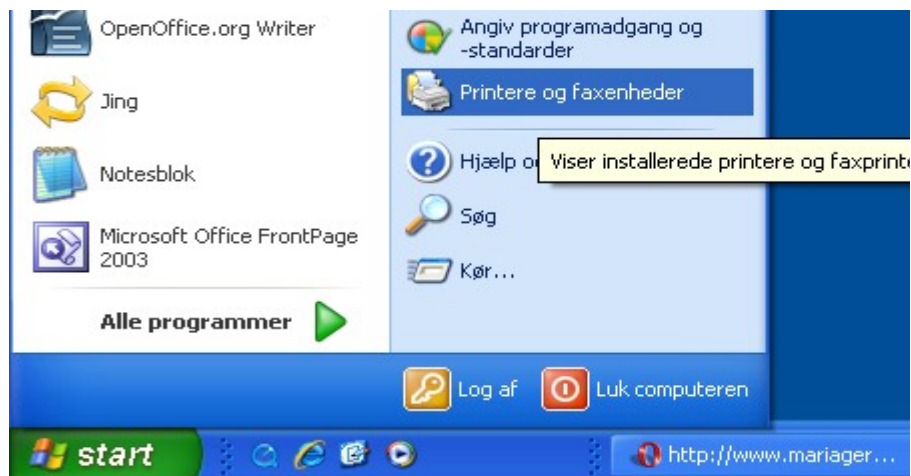 OpenOffice.org Writer
Jing
Notesblok
Microsoft Office FrontPage
2003
Alle programmer
Angiv programadgang og
-standarder
Printere og faxenheder
Hjælp o
Viser installerede printere og faxprinte
Søg
Kør...
Log af
Luk computeren
start
http://www.mariager...